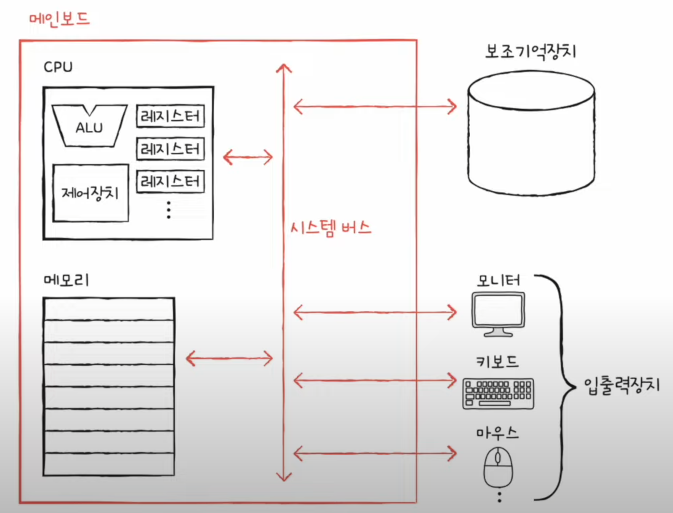 메인보드
CPU
ALU
레지스터
레지스터
제어장치
레지스터
시스템 버스
메모리
보조기억장치
모니터
키보드
입출력장치
마우스